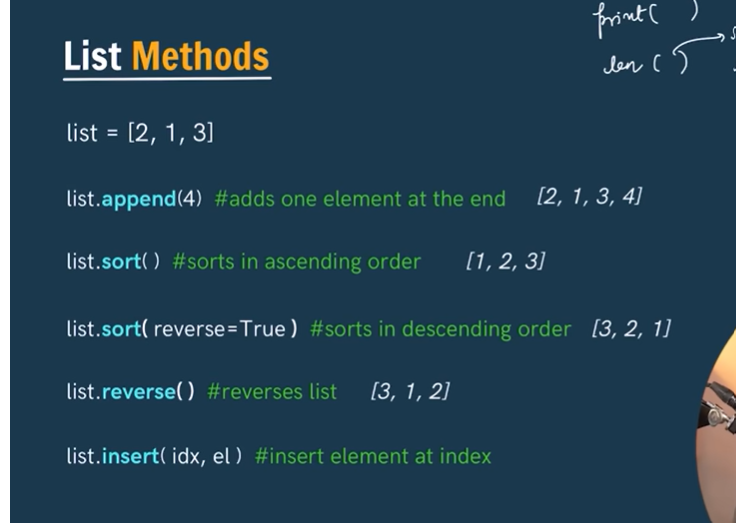 print( )
len ( )
List Methods
list = [2, 1, 3]
list.append(4) #adds one element at the end [2, 1, 3, 4]
list.sort( ) #sorts in ascending order [1, 2, 3]
list.sort( reverse=True ) #sorts in descending order [3, 2, 1]
list.reverse( ) #reverses list [3, 1, 2]
list.insert( idx, el ) #insert element at index